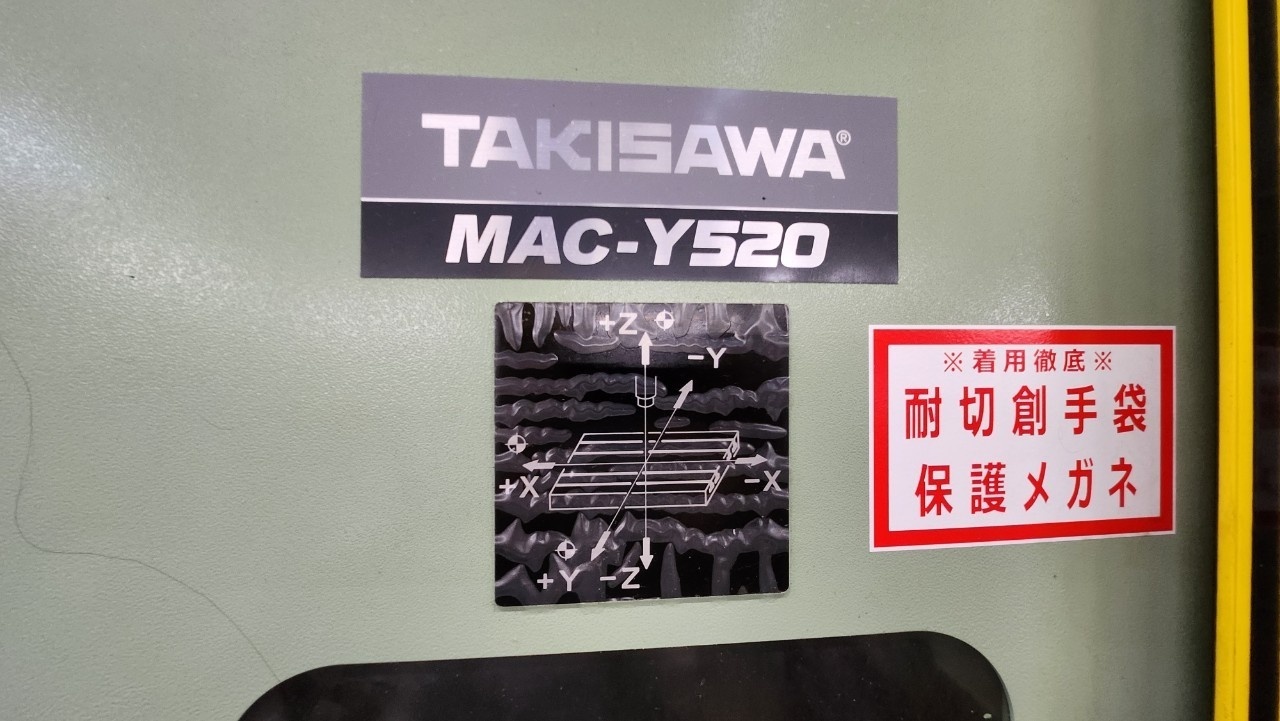 TAKISAWA®
MAC-Y520
+Z
-Y
+X
-X
+Y -Z
※着用徹底※
耐切創手袋
保護メガネ